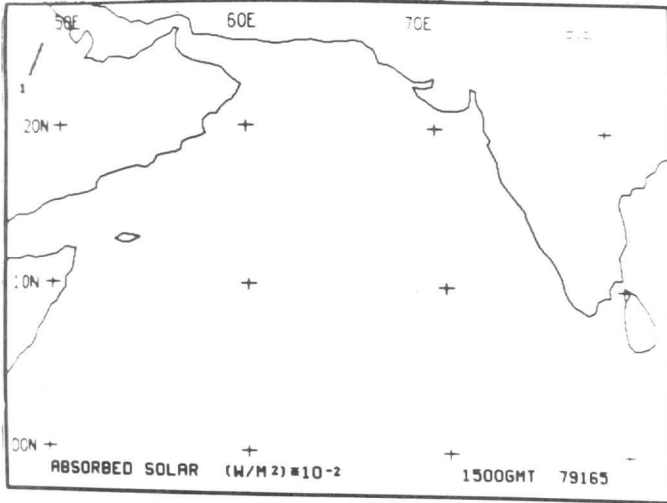 50E 60E 70E
1
20N
10N
00N
ABSORBED SOLAR (W/M2)*10-2 1500GMT 79165